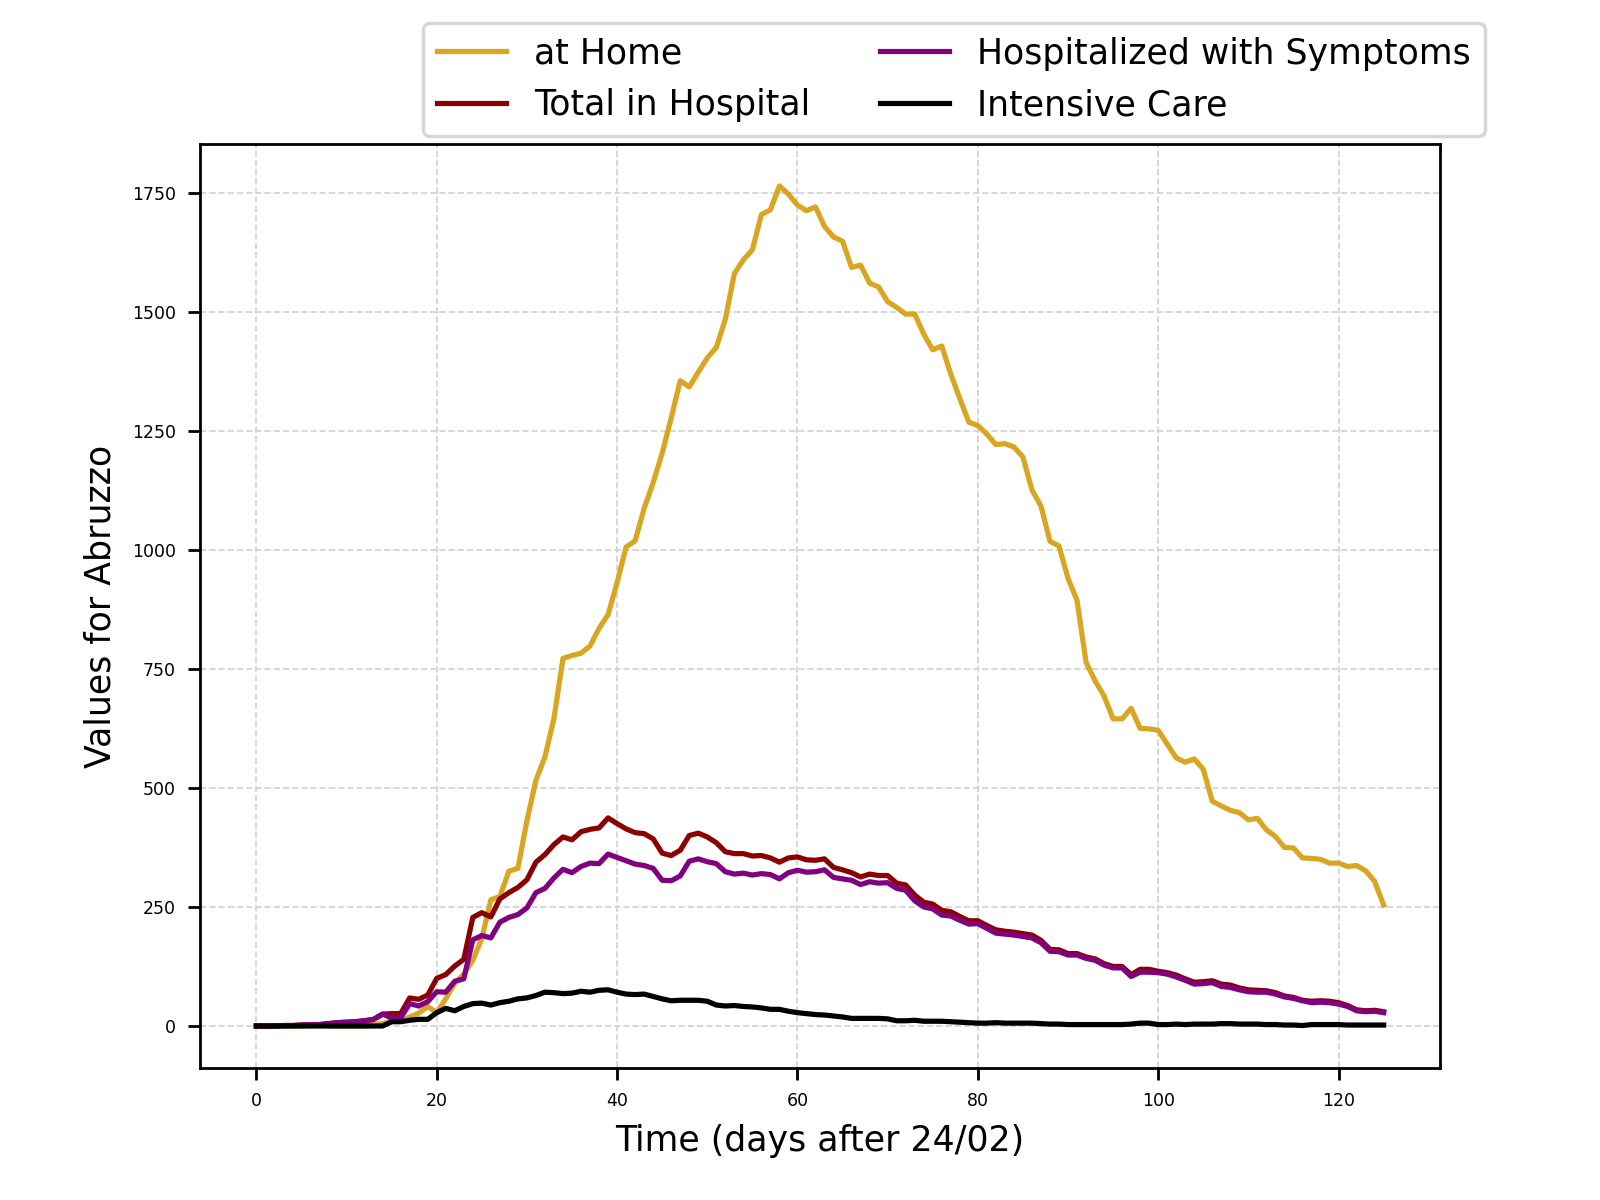 at Home
Total in Hospital
Hospitalized with Symptoms
Intensive Care
Values for Abruzzo
1750
1500
1250
1000
750
500
250
0
0 20 40 60 80 100 120
Time (days after 24/02)